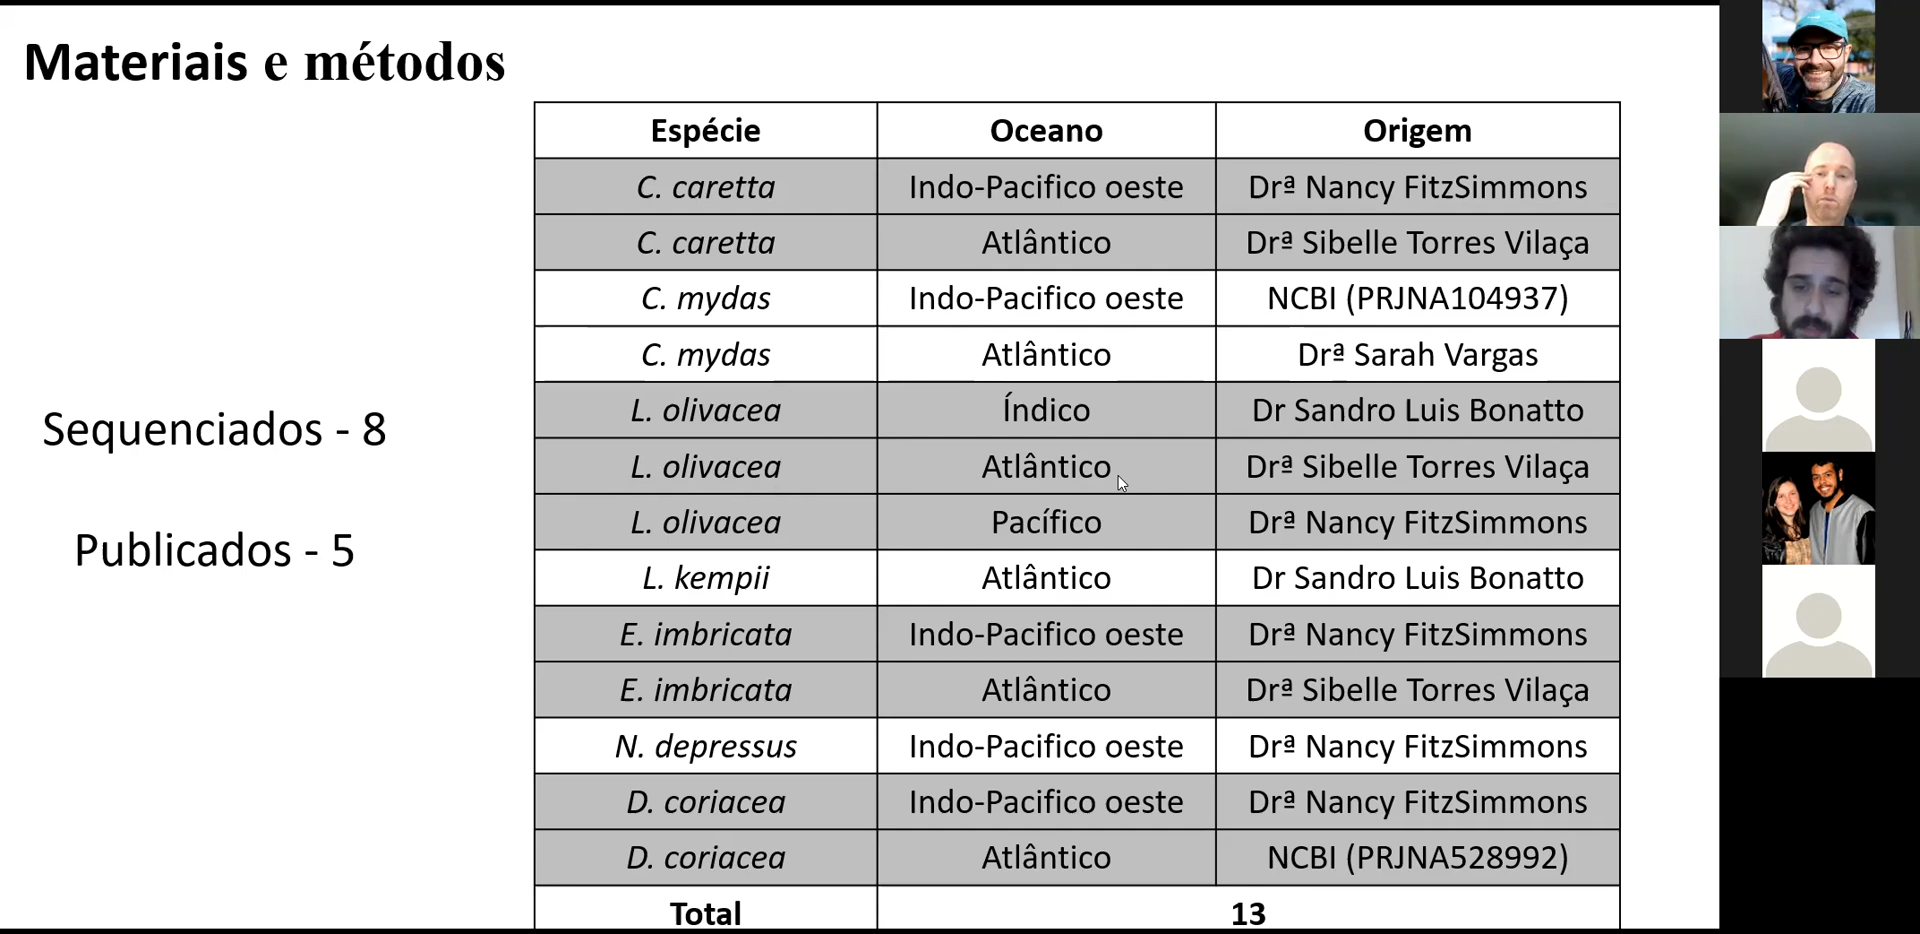 Materiais e métodos
Espécie Oceano Origem
C. caretta Indo-Pacifico oeste Drª Nancy FitzSimmons
C. caretta Atlântico Drª Sibelle Torres Vilaça
C. mydas Indo-Pacifico oeste NCBI (PRJNA104937)
C. mydas Atlântico Drª Sarah Vargas
L. olivacea Índico Dr Sandro Luis Bonatto
Sequenciados - 8
L. olivacea Atlântico Drª Sibelle Torres Vilaça
L. olivacea Pacífico Drª Nancy FitzSimmons
Publicados - 5
L. kempii Atlântico Dr Sandro Luis Bonatto
E. imbricata Indo-Pacifico oeste Drª Nancy FitzSimmons
E. imbricata Atlântico Drª Sibelle Torres Vilaça
N. depressus Indo-Pacifico oeste Drª Nancy FitzSimmons
D. coriacea Indo-Pacifico oeste Drª Nancy FitzSimmons
D. coriacea Atlântico NCBI (PRJNA528992)
Total 13